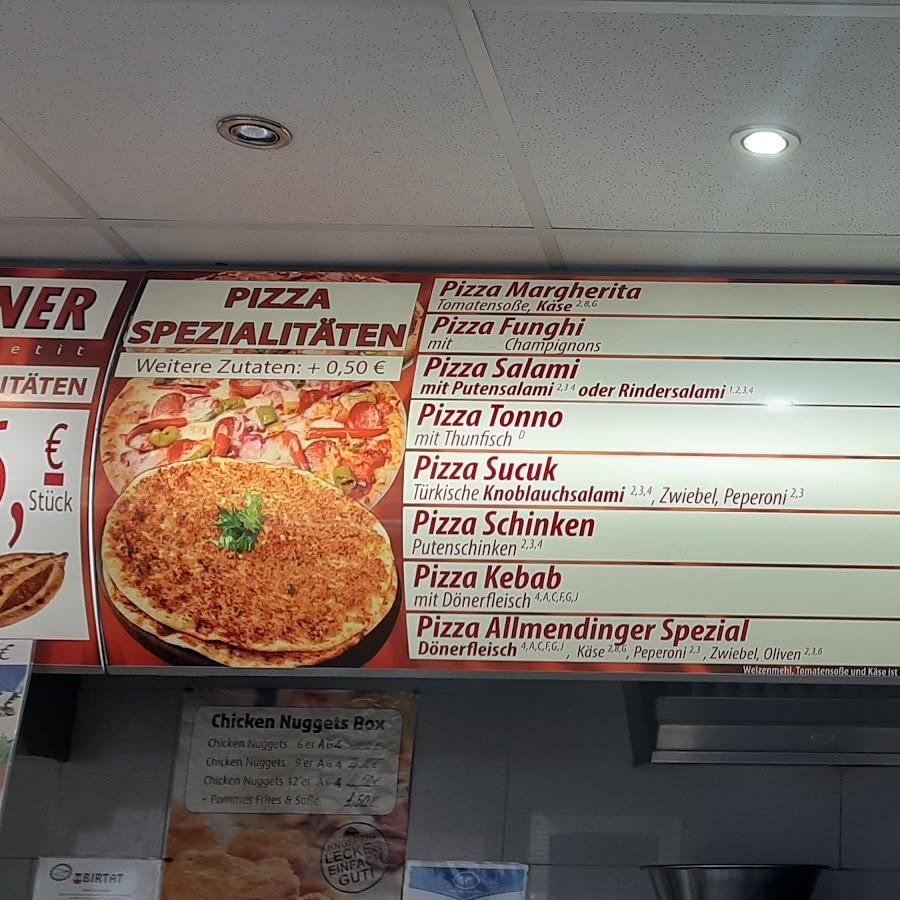 NER
etit
ITÄTEN
€
Stück
PIZZA
SPEZIALITÄTEN
Weitere Zutaten: + 0,50 €
Pizza Margherita
Tomatensoße, Käse 2,8,G
Pizza Funghi
mit Champignons
Pizza Salami
mit Putensalami 2,3 4 oder Rindersalami 1,2,3,4
Pizza Tonno
mit Thunfisch D
Pizza Sucuk
Türkische Knoblauchsalami 2,3,4, Zwiebel, Peperoni 2,3
Pizza Schinken
Putenschinken 2,3,4
Pizza Kebab
mit Dönerfleisch 4,A,C,F,G,J
Pizza Allmendinger Spezial
Dönerfleisch 4,A,C,F,G,J, Käse 2,8,G, Peperoni 2,3, Zwiebel, Oliven 2,3,6
Weizenmehl, Tomatensoße und Käse ist
€
Chicken Nuggets Box
Chicken Nuggets 6 er
Chicken Nuggets 9 er
Chicken Nuggets 12 er
- Pommes Frites & Soße 1,50€
LECKER
EINFACH
GUT!
BIRTAT